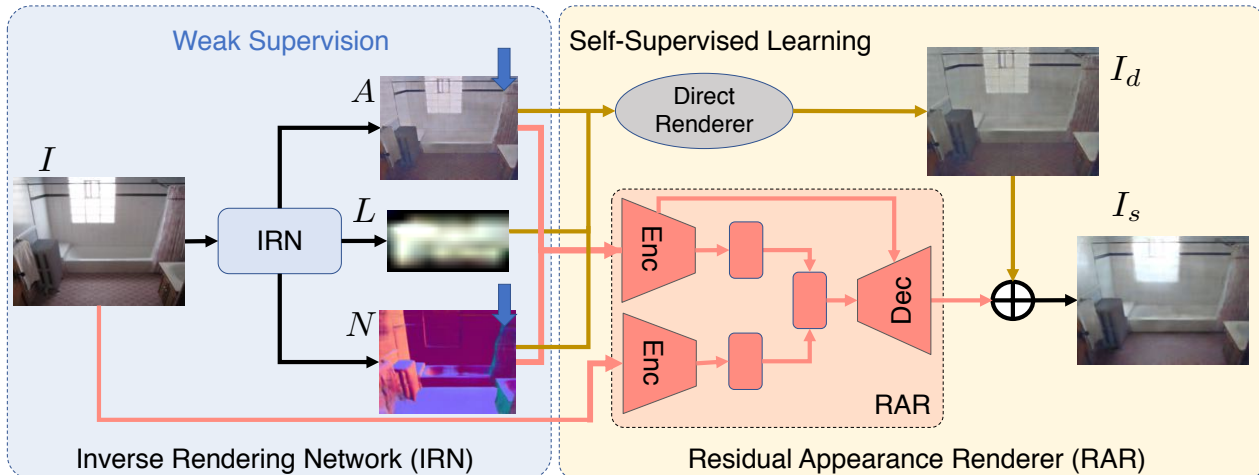 Weak Supervision
Self-Supervised Learning
A
I
L
N
IRN
Direct
Renderer
I_d
I_s
Enc
Enc
Dec
RAR
Inverse Rendering Network (IRN)
Residual Appearance Renderer (RAR)